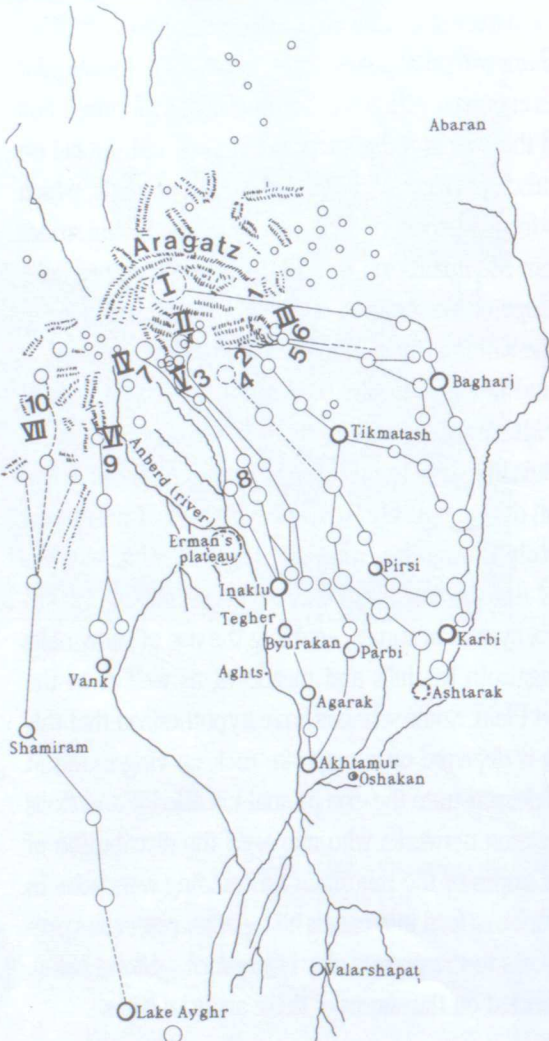 Abaran
Aragatz
I
1
II
III
6
2
5
IV
1
V
3
4
Bagharj
10
VII
Tikmatash
VI
9
8
Anberd (river)
Erman's
plateau
Pirsi
Inaklu
Tegher
Byurakan
Parbi
Karbi
Vank
Aghts
Ashtarak
Agarak
Shamiram
Akhtamur
Oshakan
Valarshapat
Lake Ayghr